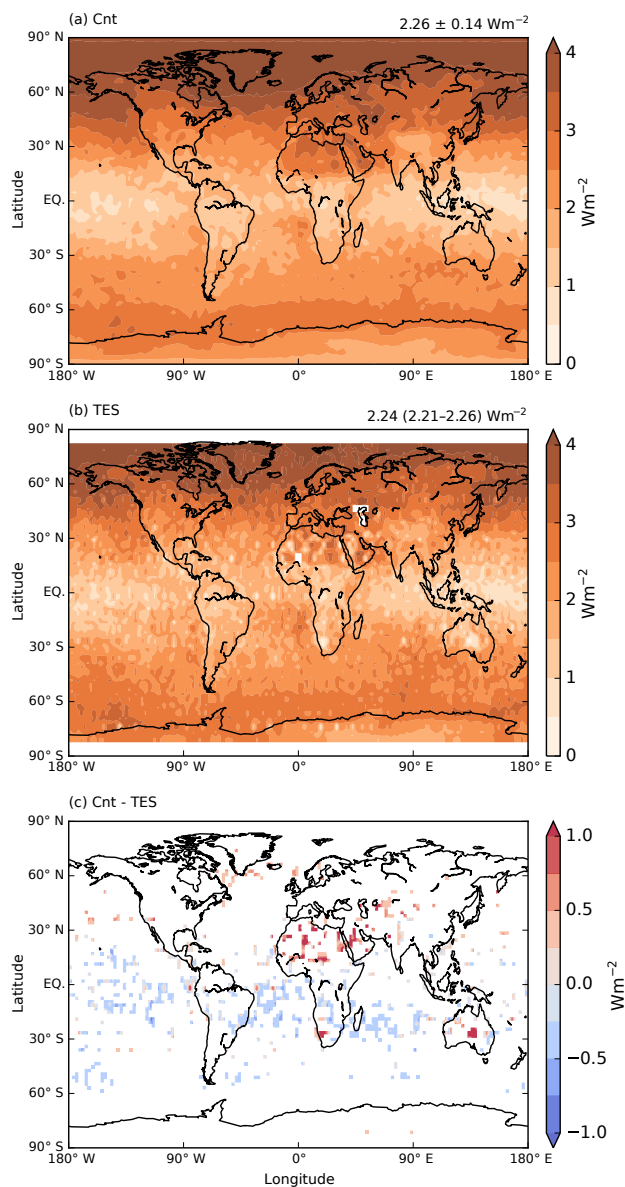 (a) Cnt
2.26 ± 0.14 Wm⁻²
90° N
60° N
30° N
EQ.
30° S
60° S
90° S
Latitude
180° W
90° W
0°
90° E
180° E
4
3
2
1
0
Wm⁻²
(b) TES
2.24 (2.21–2.26) Wm⁻²
90° N
60° N
30° N
EQ.
30° S
60° S
90° S
Latitude
180° W
90° W
0°
90° E
180° E
4
3
2
1
0
Wm⁻²
(c) Cnt - TES
90° N
60° N
30° N
EQ.
30° S
60° S
90° S
Latitude
180° W
90° W
0°
90° E
180° E
Longitude
1.0
0.5
0.0
−0.5
−1.0
Wm⁻²